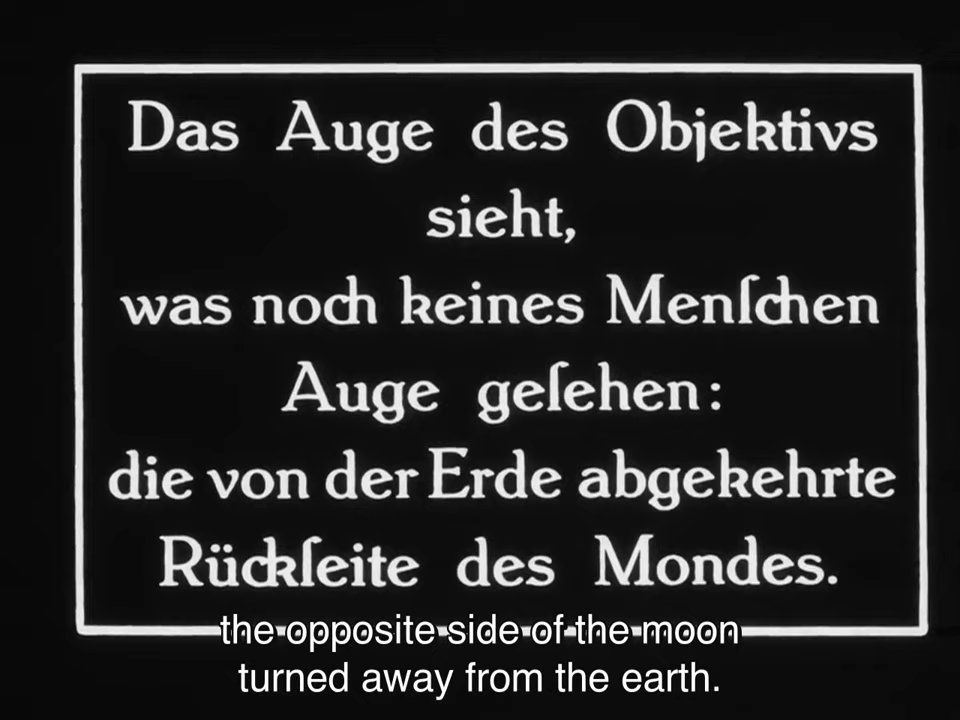 Das Auge des Objektivs
sieht,
was noch keines Menſchen
Auge geſehen:
die von der Erde abgekehrte
Rückſeite des Mondes.
the opposite side of the moon
turned away from the earth.